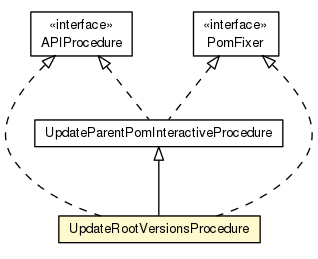 «interface»
APIProcedure
«interface»
PomFixer
UpdateParentPomInteractiveProcedure
UpdateRootVersionsProcedure